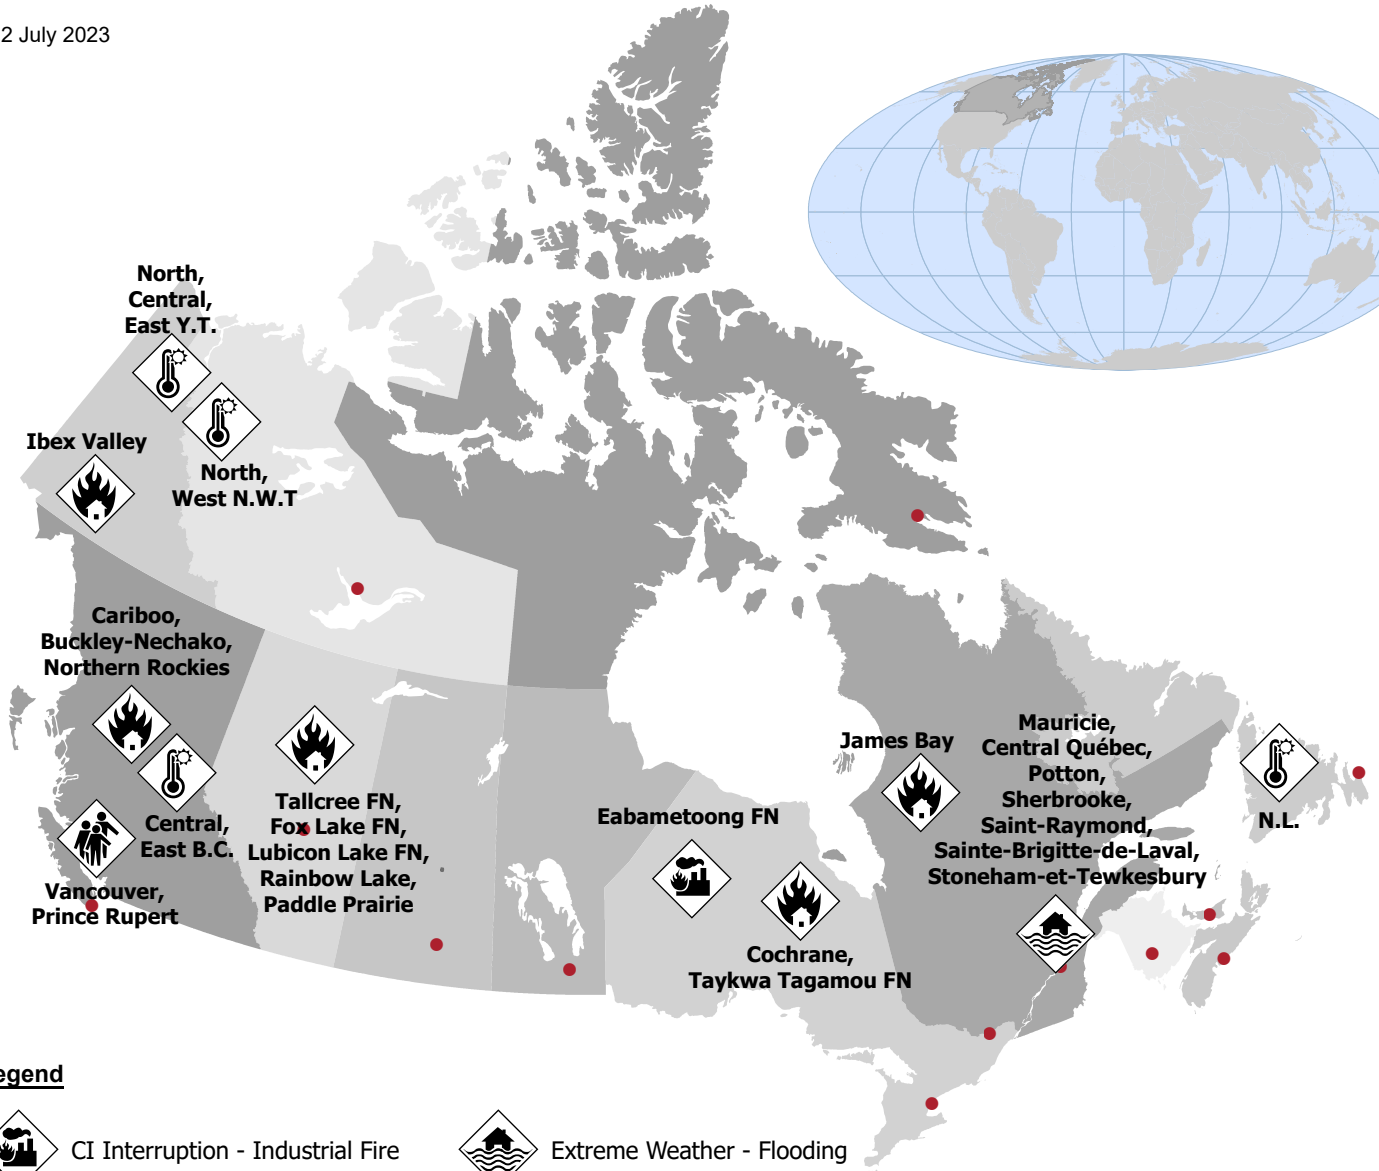 2 July 2023
North,
Central,
East Y.T.
Ibex Valley
North,
West N.W.T
Cariboo,
Buckley-Nechako,
Northern Rockies
Central,
East B.C.
Vancouver,
Prince Rupert
Tallcree FN,
Fox Lake FN,
Lubicon Lake FN,
Rainbow Lake,
Paddle Prairie
Eabametoong FN
Cochrane,
Taykwa Tagamou FN
James Bay
Mauricie,
Central Québec,
Potton,
Sherbrooke,
Saint-Raymond,
Sainte-Brigitte-de-Laval,
Stoneham-et-Tewkesbury
N.L.
egend
CI Interruption - Industrial Fire
Extreme Weather - Flooding